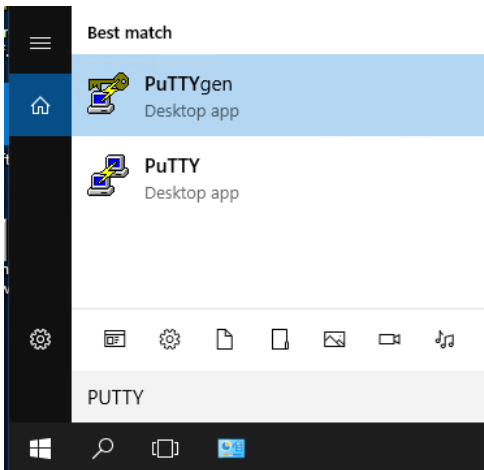 Best match
PuTTYgen
Desktop app
PuTTY
Desktop app
PUTTY